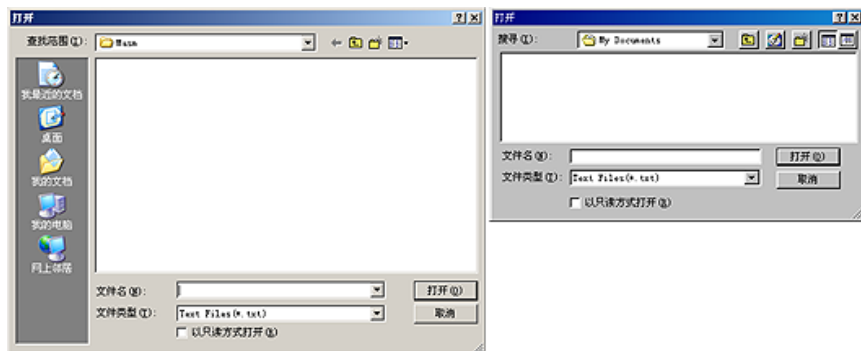 打开
查找范围(I):
Main
我最近的文档
桌面
我的文档
我的电脑
网上邻居
文件名(N):
打开(O)
文件类型(T):
Text Files(*.txt)
取消
以只读方式打开(R)
打开
搜寻(I):
My Documents
文件名(N):
打开(O)
文件类型(T):
Text Files(*.txt)
取消
以只读方式打开(R)